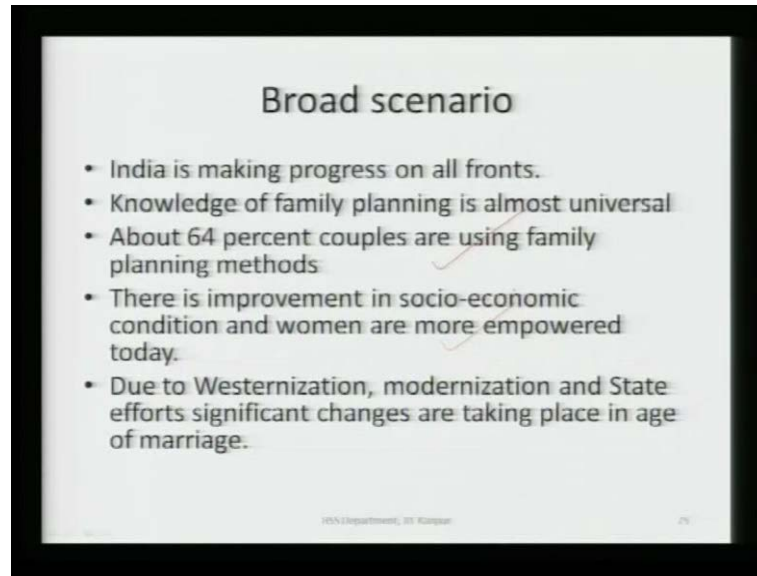 Broad scenario
• India is making progress on all fronts.
• Knowledge of family planning is almost universal
• About 64 percent couples are using family
planning methods
• There is improvement in socio-economic
condition and women are more empowered
today.
• Due to Westernization, modernization and State
efforts significant changes are taking place in age
of marriage.
HSS Department, IIT Kanpur